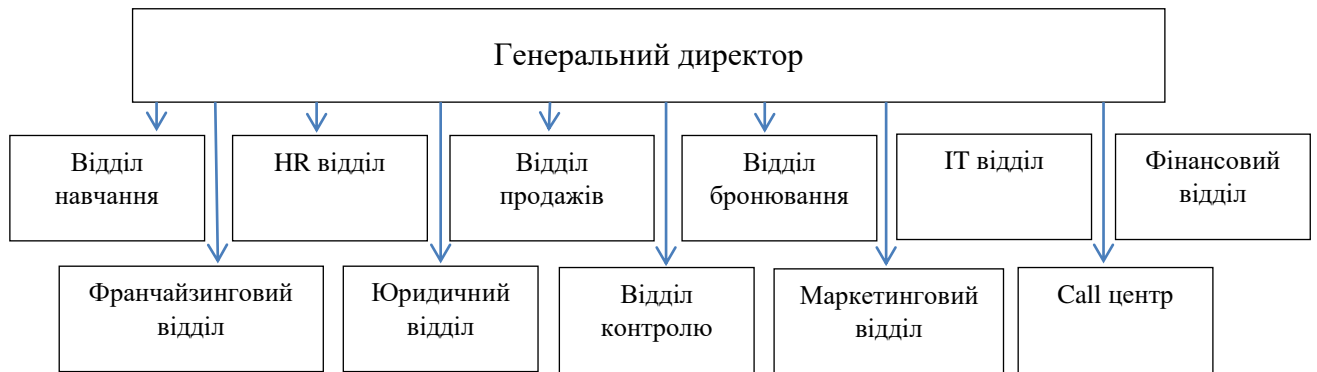 Генеральний директор
Відділ
навчання
HR відділ
Відділ
продажів
Відділ
бронювання
IT відділ
Фінансовий
відділ
Франчайзинговий
відділ
Юридичний
відділ
Відділ
контролю
Маркетинговий
відділ
Call центр